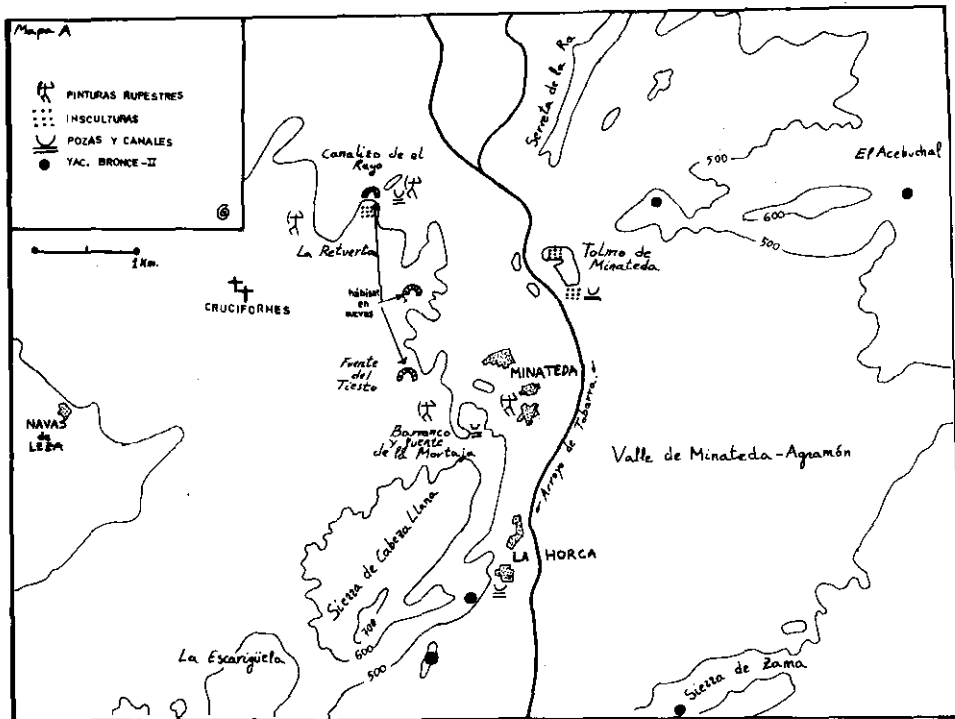 Mapa A
PINTURAS RUPESTRES
INSCULTURAS
POZAS Y CANALES
YAC. BRONCE-II
1 Km.
Serreta de la Ra
500
El Acebuchal
600
500
Canalizo de el
Rayo
La Retuerta
Tolmo de
Minateda
CRUCIFORMES
hábitat
en
cuevas
Fuente
del
Tiesto
MINATEDA
NAVAS
de
LEZA
Barranco
y fuente
de la Mortaja
Arroyo de Tobarra
Valle de Minateda-Agramón
Sierra de Cabeza Llana
LA HORCA
700
600
500
La Escarigüela
Sierra de Zama